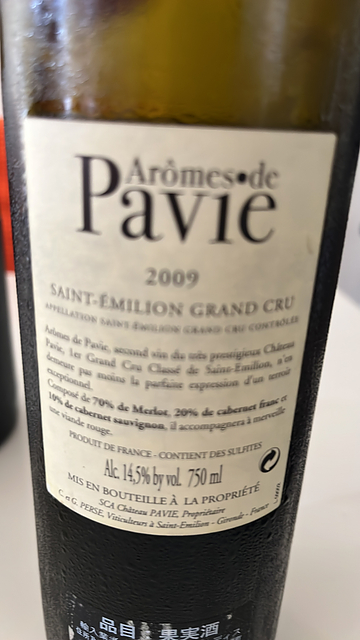 Arômes•de
Pavie
2009
SAINT-ÉMILION GRAND CRU
APPELLATION SAINT-ÉMILION GRAND CRU CONTRÔLÉE
Arômes de Pavie, second vin du très prestigieux Château
Pavie, 1er Grand Cru Classé de Saint-Emilion, n'en
demeure pas moins la parfaite expression d'un terroir
exceptionnel.
Composé de 70% de Merlot, 20% de cabernet franc et
10% de cabernet sauvignon, il accompagnera à merveille
une viande rouge.
PRODUIT DE FRANCE - CONTIENT DES SULFITES
Alc 14,5% by vol. 750 ml
MIS EN BOUTEILLE À LA PROPRIÉTÉ
SCA Château PAVIE, Propriétaire
C. et G. PERSE, Viticulteurs à Saint-Emilion - Gironde - France
品目 果実酒